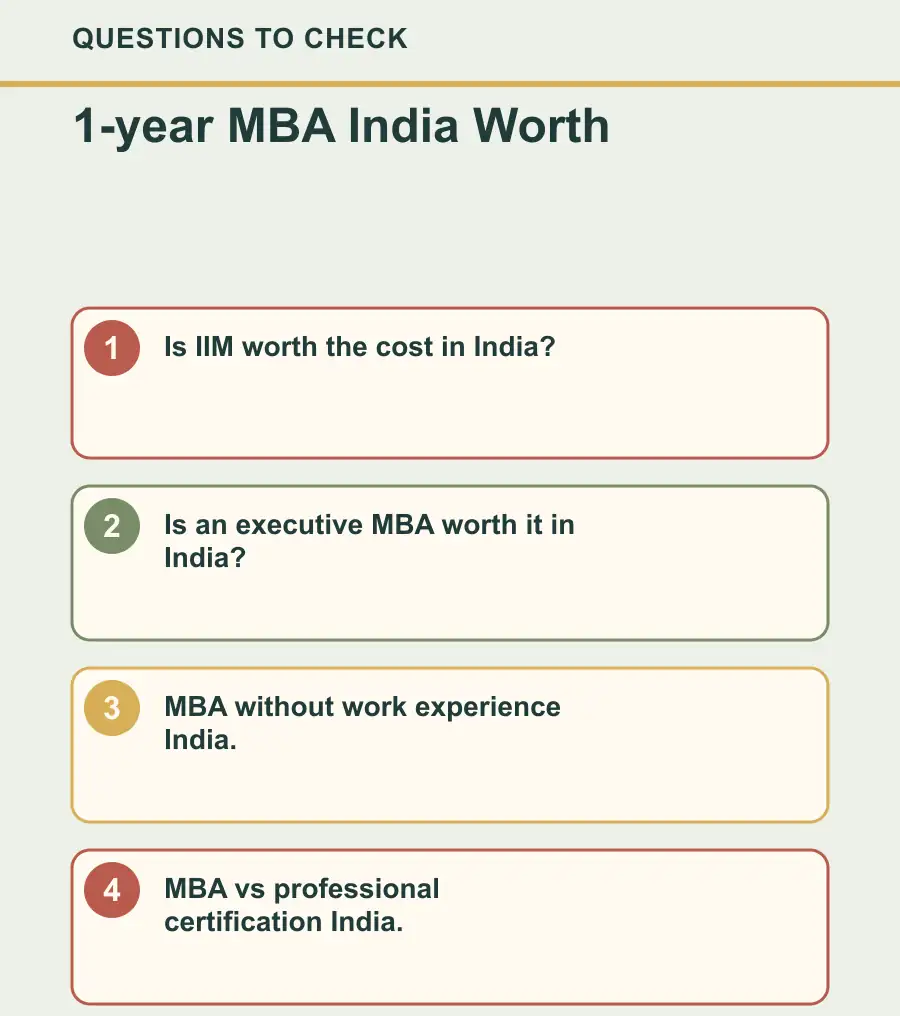 QUESTIONS TO CHECK
1-year MBA India Worth
1
Is IIM worth the cost in India?
2
Is an executive MBA worth it in
India?
3
MBA without work experience
India.
4
MBA vs professional
certification India.